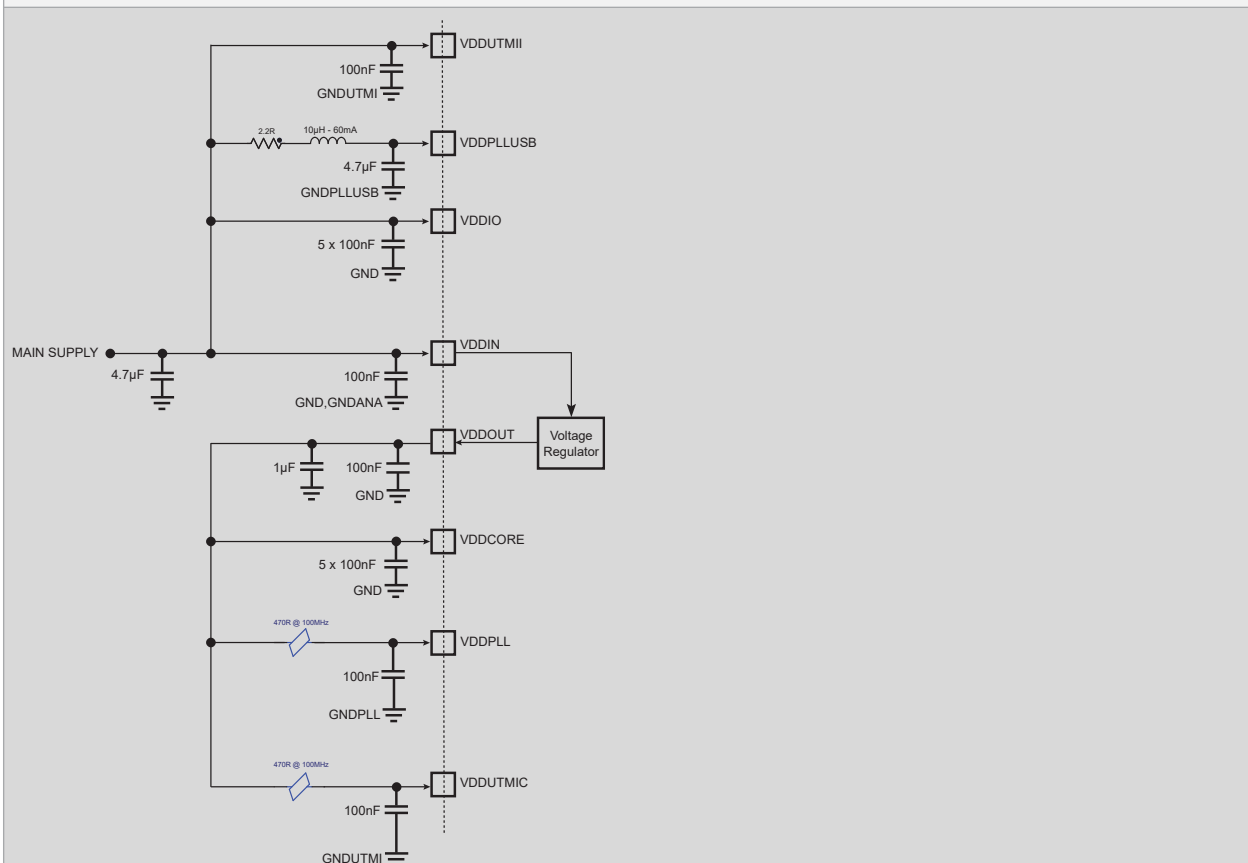 VDDUTMII
100nF
GNDUTMI
2.2R
10µH - 60mA
VDDPLLUSB
4.7µF
GNDPLLUSB
VDDIO
5 x 100nF
GND
MAIN SUPPLY
VDDIN
4.7µF
100nF
GND,GNDANA
VDDOUT
Voltage
Regulator
1µF
100nF
GND
VDDCORE
5 x 100nF
GND
470R @ 100MHz
VDDPLL
100nF
GNDPLL
470R @ 100MHz
VDDUTMIC
100nF
GNDUTMI